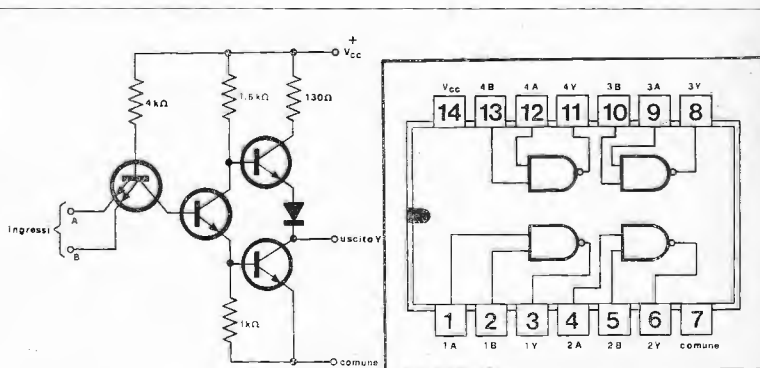 +
Vcc
4kΩ
1,6kΩ
130Ω
Ingressi
A
B
uscita Y
1kΩ
comune
Vcc 4B 4A 4Y 3B 3A 3Y
14 13 12 11 10 9 8
1 2 3 4 5 6 7
1A 1B 1Y 2A 2B 2Y comune